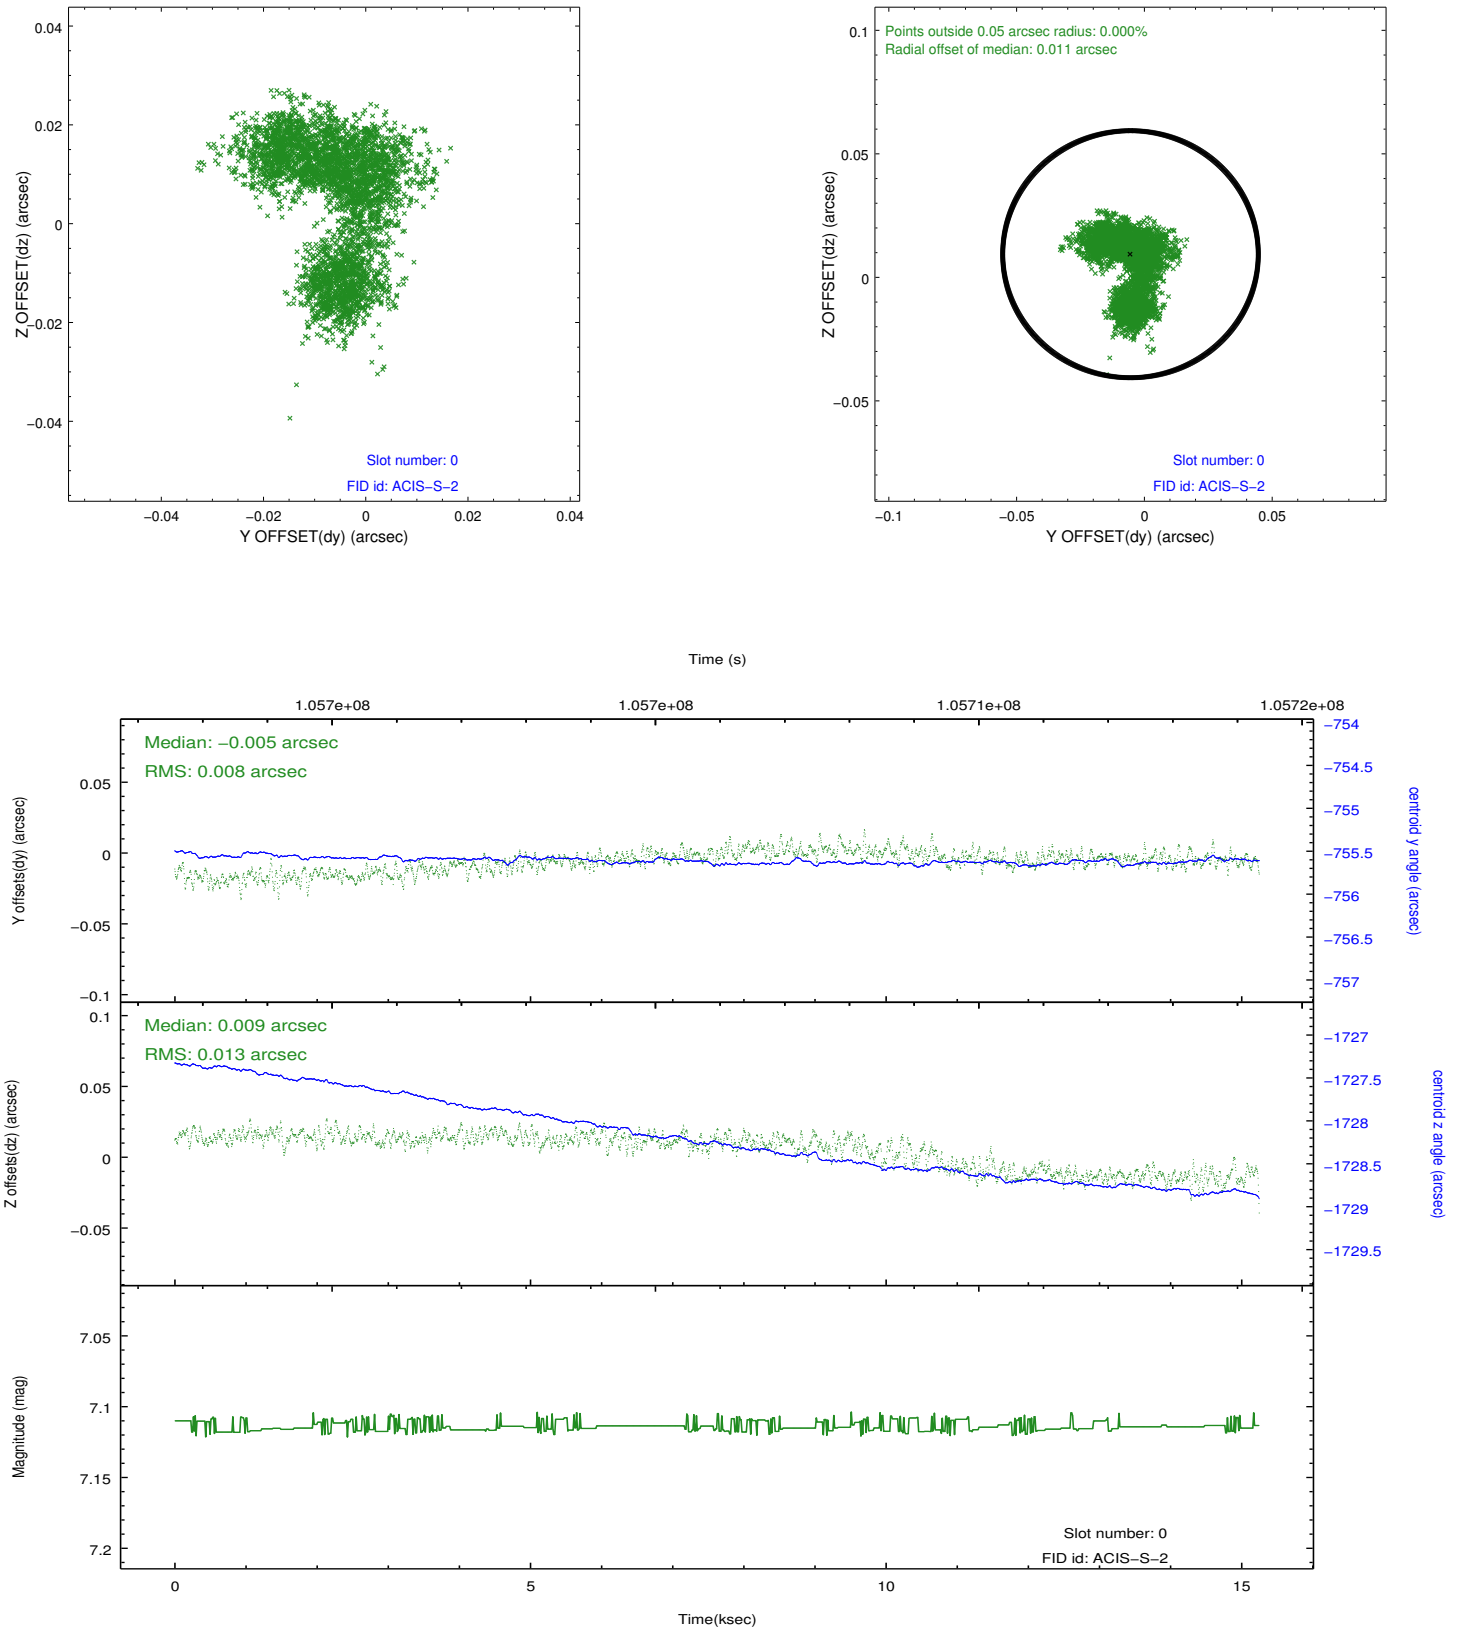 0.04
0.02
0
−0.02
−0.04
Z OFFSET(dz) (arcsec)
Slot number: 0
FID id: ACIS−S−2
−0.04
−0.02
0
0.02
0.04
Y OFFSET(dy) (arcsec)
Points outside 0.05 arcsec radius: 0.000%
Radial offset of median: 0.011 arcsec
0.1
0.05
0
−0.05
Z OFFSET(dz) (arcsec)
Slot number: 0
FID id: ACIS−S−2
−0.1
−0.05
0
0.05
Y OFFSET(dy) (arcsec)
Time (s)
1.057e+08
1.057e+08
1.0571e+08
1.0572e+08
Median: −0.005 arcsec
RMS: 0.008 arcsec
0.05
0
−0.05
−0.1
Y offsets(dy) (arcsec)
−754
−754.5
−755
−755.5
−756
−756.5
−757
centroid y angle (arcsec)
Median: 0.009 arcsec
RMS: 0.013 arcsec
0.1
0.05
0
−0.05
Z offsets(dz) (arcsec)
−1727
−1727.5
−1728
−1728.5
−1729
−1729.5
centroid z angle (arcsec)
7.05
7.1
7.15
7.2
Magnitude (mag)
Slot number: 0
FID id: ACIS−S−2
0
5
10
15
Time(ksec)